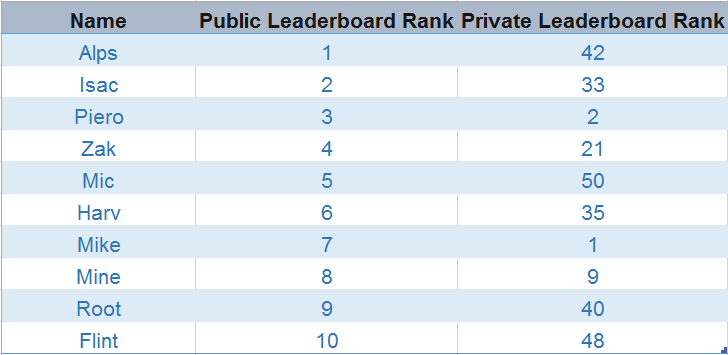 Name Public Leaderboard Rank Private Leaderboard Rank
Alps 1 42
Isac 2 33
Piero 3 2
Zak 4 21
Mic 5 50
Harv 6 35
Mike 7 1
Mine 8 9
Root 9 40
Flint 10 48